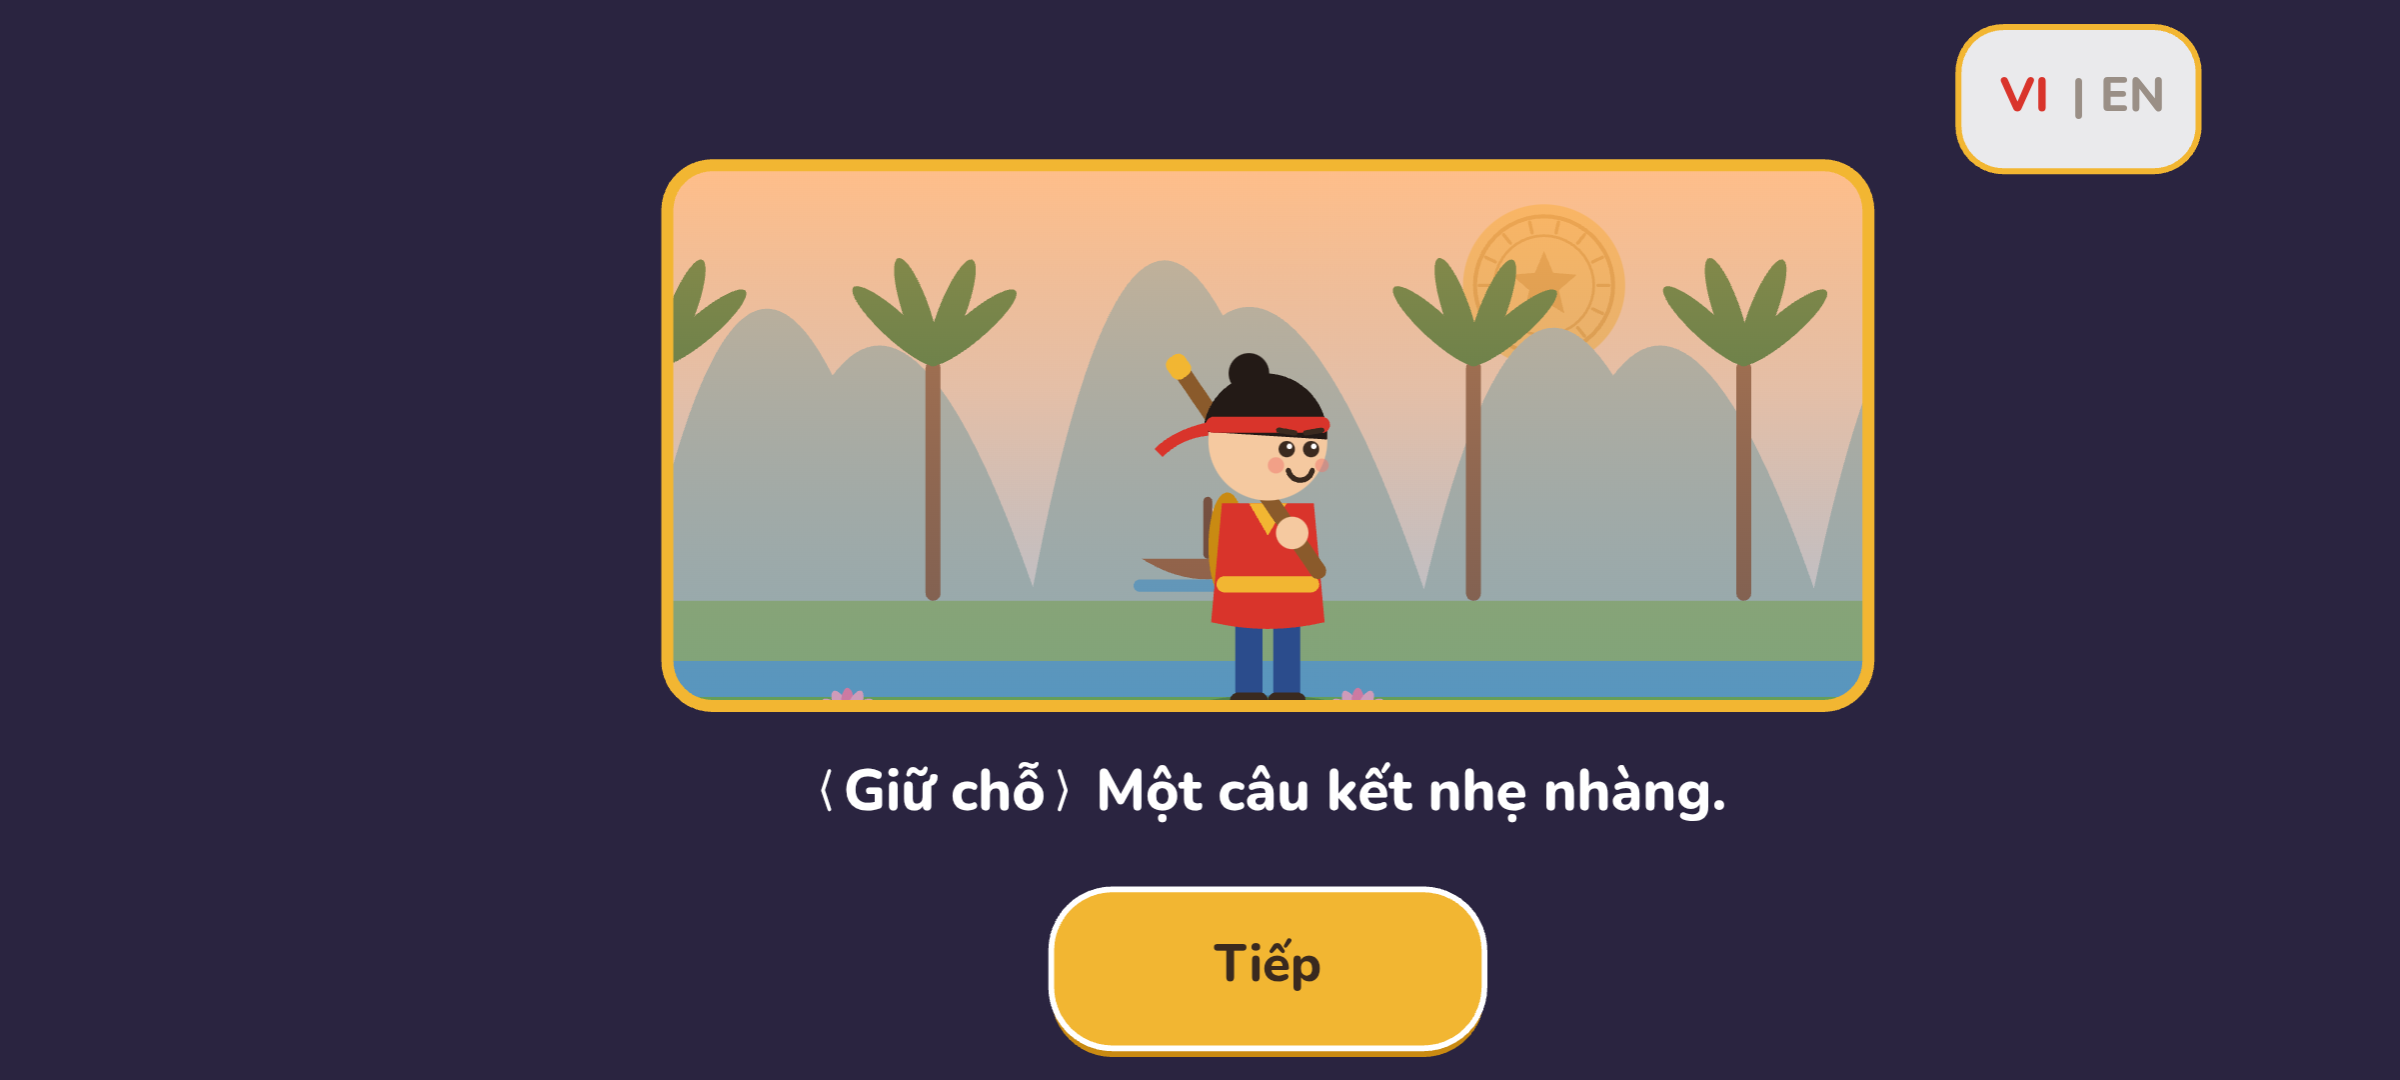 VI | EN
⟨Giữ chỗ⟩ Một câu kết nhẹ nhàng.
Tiếp